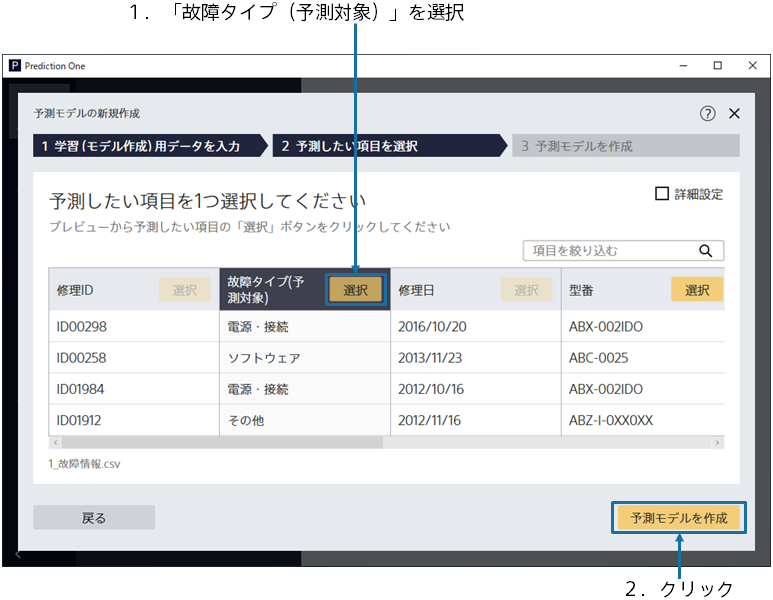 1．「故障タイプ（予測対象）」を選択
P Prediction One
予測モデルの新規作成
1 学習(モデル作成)用データを入力 2 予測したい項目を選択 3 予測モデルを作成
予測したい項目を1つ選択してください
詳細設定
プレビューから予測したい項目の「選択」ボタンをクリックしてください
項目を絞り込む
修理ID 選択 故障タイプ(予測対象) 選択 修理日 選択 型番 選択
ID00298 電源・接続 2016/10/20 ABX-002IDO
ID00258 ソフトウェア 2013/11/23 ABC-0025
ID01984 電源・接続 2012/10/16 ABX-002IDO
ID01912 その他 2012/11/16 ABZ-I-0XX0XX
1_故障情報.csv
戻る 予測モデルを作成
2．クリック